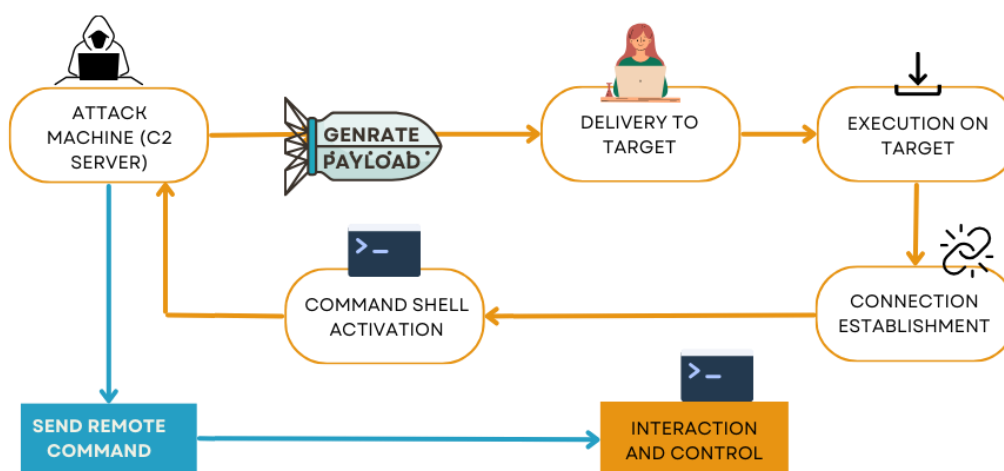 ATTACK
MACHINE (C2
SERVER)
GENRATE
PAYLOAD
DELIVERY TO
TARGET
EXECUTION ON
TARGET
COMMAND SHELL
ACTIVATION
CONNECTION
ESTABLISHMENT
SEND REMOTE
COMMAND
INTERACTION
AND CONTROL